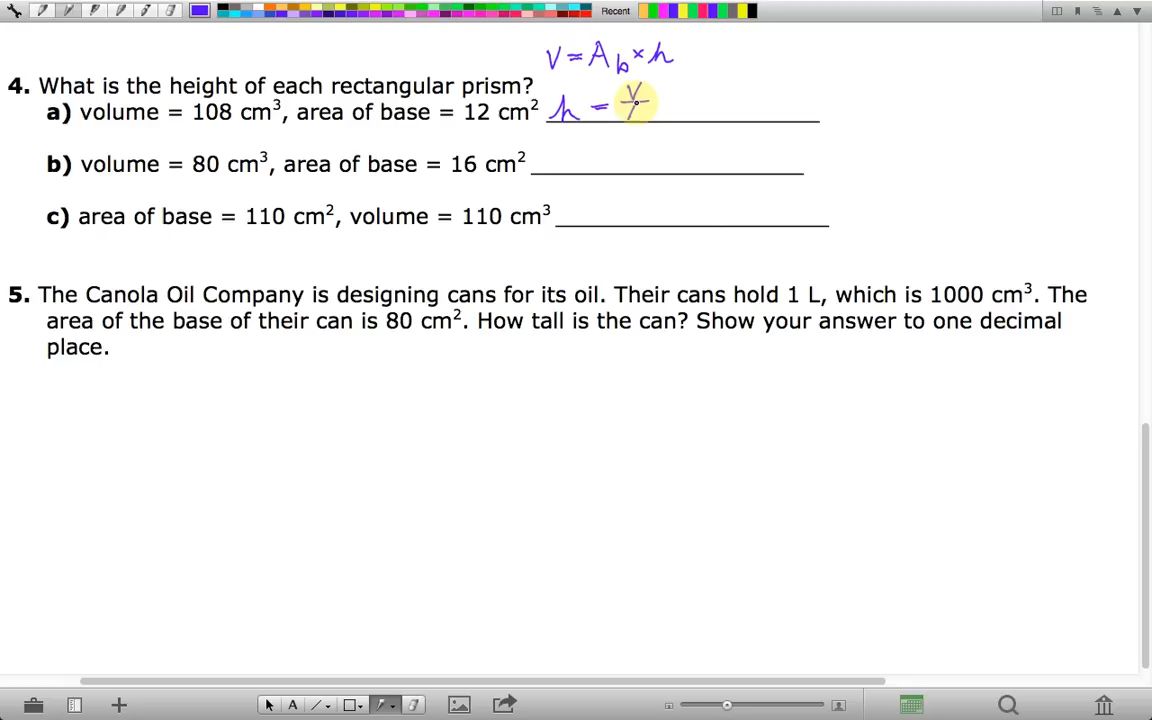 Recent
V = A_b × h
4. What is the height of each rectangular prism?
a) volume = 108 cm³, area of base = 12 cm² h = V/
b) volume = 80 cm³, area of base = 16 cm²
c) area of base = 110 cm², volume = 110 cm³
5. The Canola Oil Company is designing cans for its oil. Their cans hold 1 L, which is 1000 cm³. The
area of the base of their can is 80 cm². How tall is the can? Show your answer to one decimal
place.
A